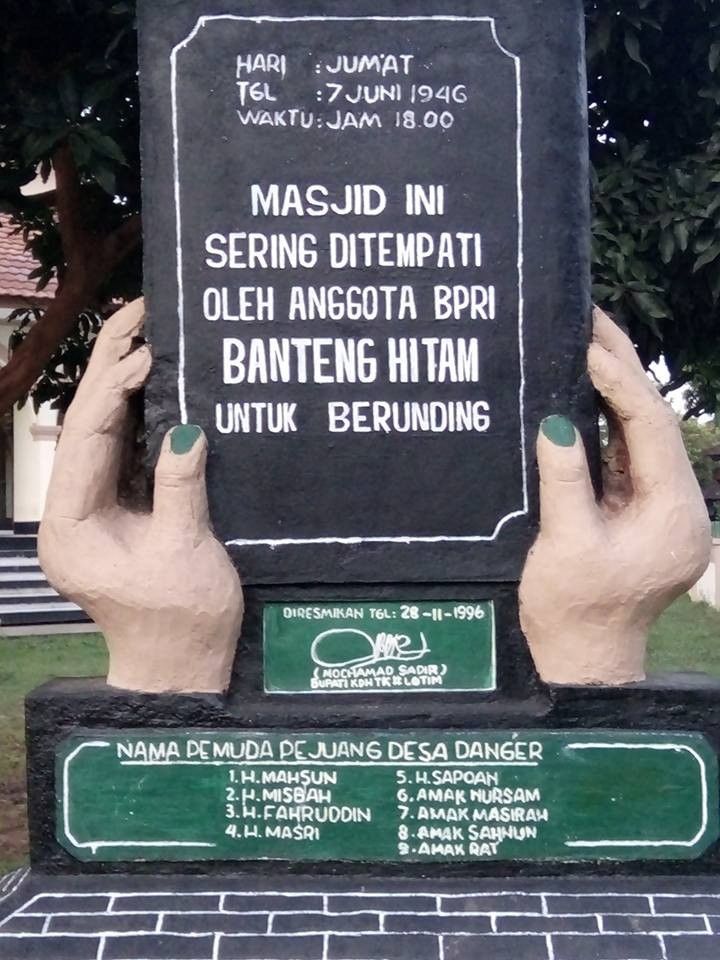 HARI : JUM'AT
TGL : 7 JUNI 1946
WAKTU : JAM 18.00
MASJID INI
SERING DITEMPATI
OLEH ANGGOTA BPRI
BANTENG HITAM
UNTUK BERUNDING
DIRESMIKAN TGL: 28-11-1996
(MOCHAMAD SADIR)
BUPATI KDH TK II LOTIM
NAMA PEMUDA PEJUANG DESA DANGER
1. H. MAHSUN
2. H. MISBAH
3. H. FAHRUDDIN
4. H. MASRI
5. H. SAPOAN
6. AMAK NURSAM
7. AMAK MASIRAH
8. AMAK SAHNUN
9. AMAK RAT